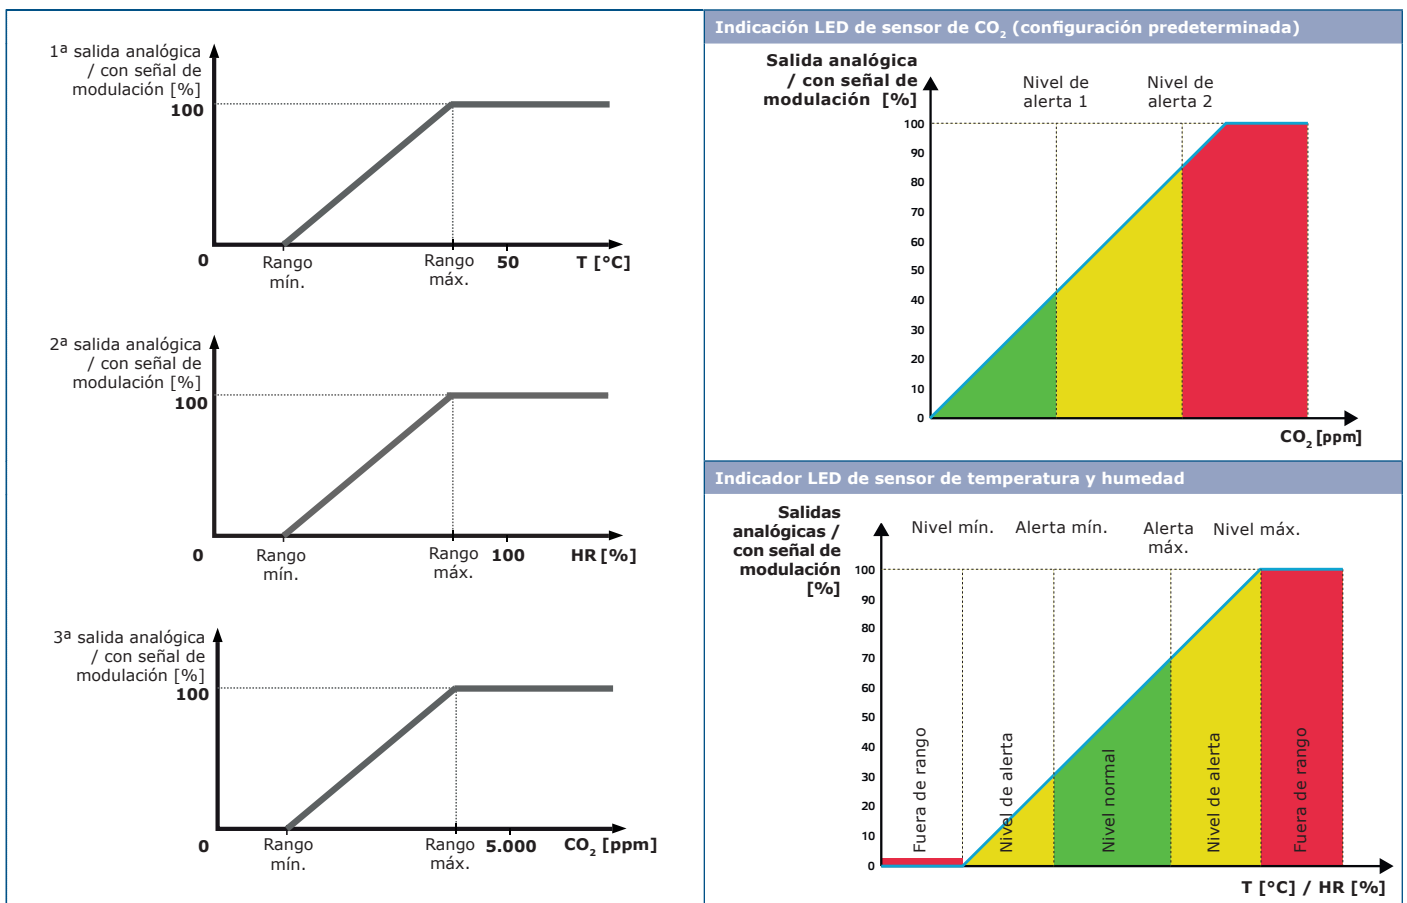 1ª salida analógica
/ con señal de
modulación [%]
100
0
Rango
mín.
Rango
máx.
50
T [°C]
2ª salida analógica
/ con señal de
modulación [%]
100
0
Rango
mín.
Rango
máx.
100
HR [%]
3ª salida analógica
/ con señal de
modulación [%]
100
0
Rango
mín.
Rango
máx.
5.000
CO₂ [ppm]
Indicación LED de sensor de CO₂ (configuración predeterminada)
Salida analógica
/ con señal de
modulación [%]
Nivel de
alerta 1
Nivel de
alerta 2
100
90
80
70
60
50
40
30
20
10
0
CO₂ [ppm]
Indicador LED de sensor de temperatura y humedad
Salidas
analógicas /
con señal de
modulación
[%]
Nivel mín.
Alerta mín.
Alerta
máx.
Nivel máx.
100
90
80
70
60
50
40
30
20
10
0
Fuera de rango
Nivel de alerta
Nivel normal
Nivel de alerta
Fuera de rango
T [°C] / HR [%]